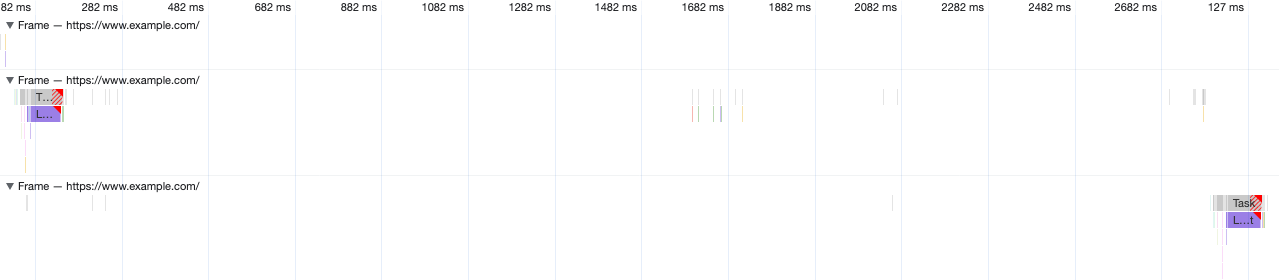 82 ms 282 ms 482 ms 682 ms 882 ms 1082 ms 1282 ms 1482 ms 1682 ms 1882 ms 2082 ms 2282 ms 2482 ms 2682 ms 127 ms
▼ Frame — https://www.example.com/
▼ Frame — https://www.example.com/
T...
L...
▼ Frame — https://www.example.com/
Task
L...t